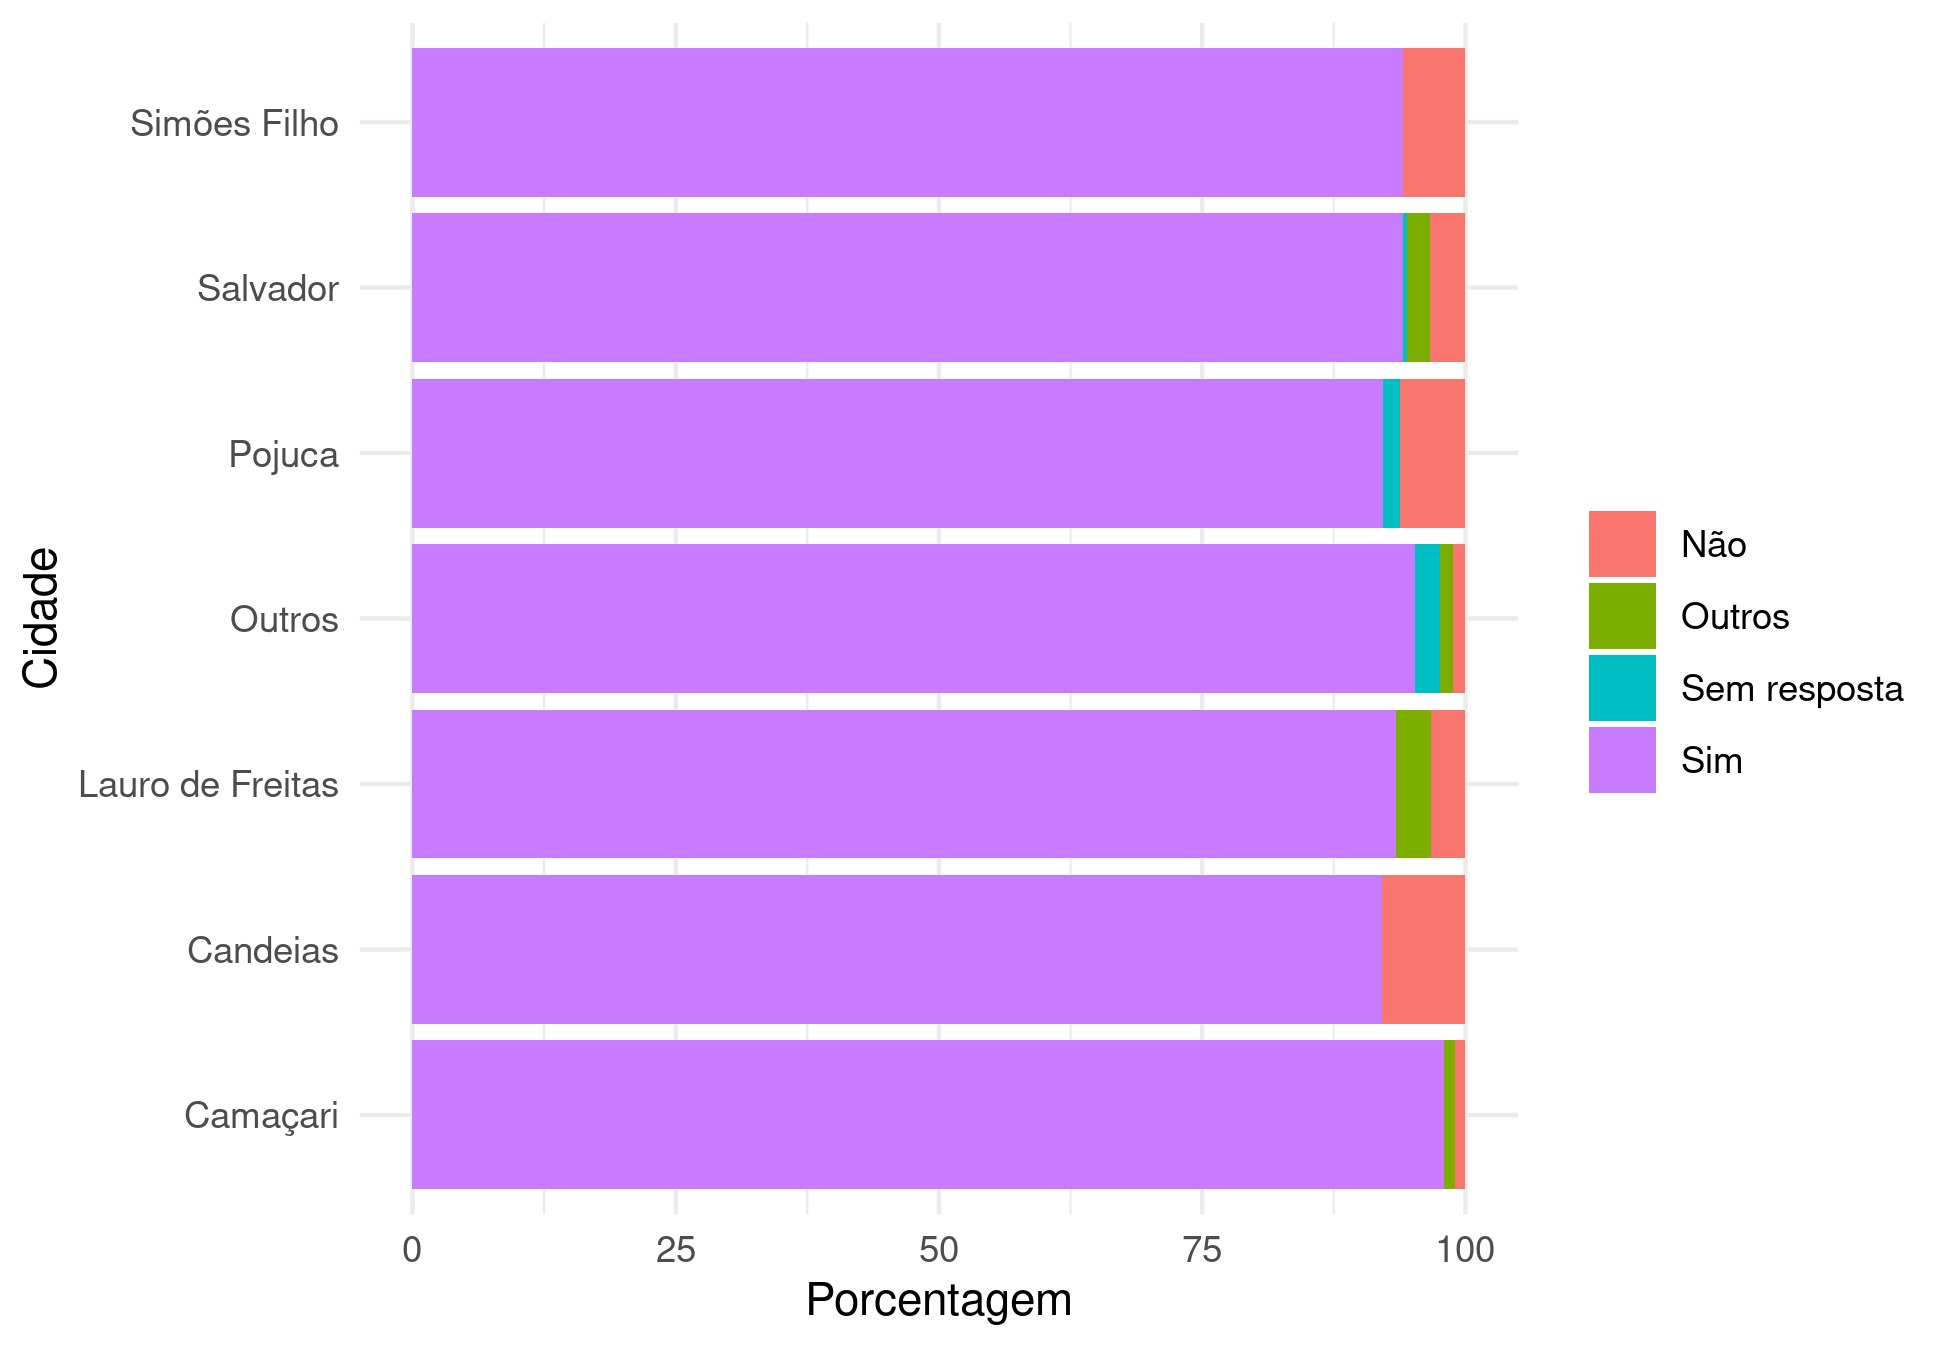 Cidade
Simões Filho
Salvador
Pojuca
Outros
Lauro de Freitas
Candeias
Camaçari
0 25 50 75 100
Porcentagem
Não
Outros
Sem resposta
Sim